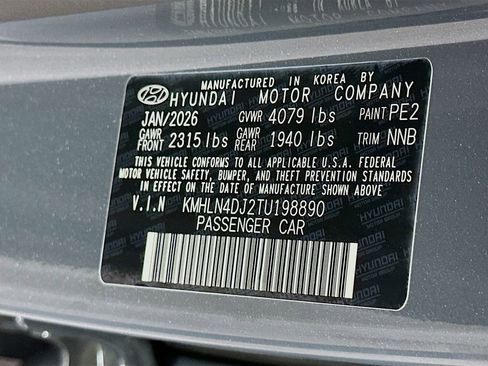 MANUFACTURED IN KOREA BY
HYUNDAI MOTOR COMPANY
JAN/2026 GVWR 4079 lbs PAINT PE2
GAWR FRONT 2315 lbs GAWR REAR 1940 lbs TRIM NNB
THIS VEHICLE CONFORMS TO ALL APPLICABLE U.S.A. FEDERAL
MOTOR VEHICLE SAFETY, BUMPER, AND THEFT PREVENTION STANDARDS
IN EFFECT ON THE DATE OF MANUFACTURE SHOWN ABOVE.
V.I.N KMHLN4DJ2TU198890
PASSENGER CAR